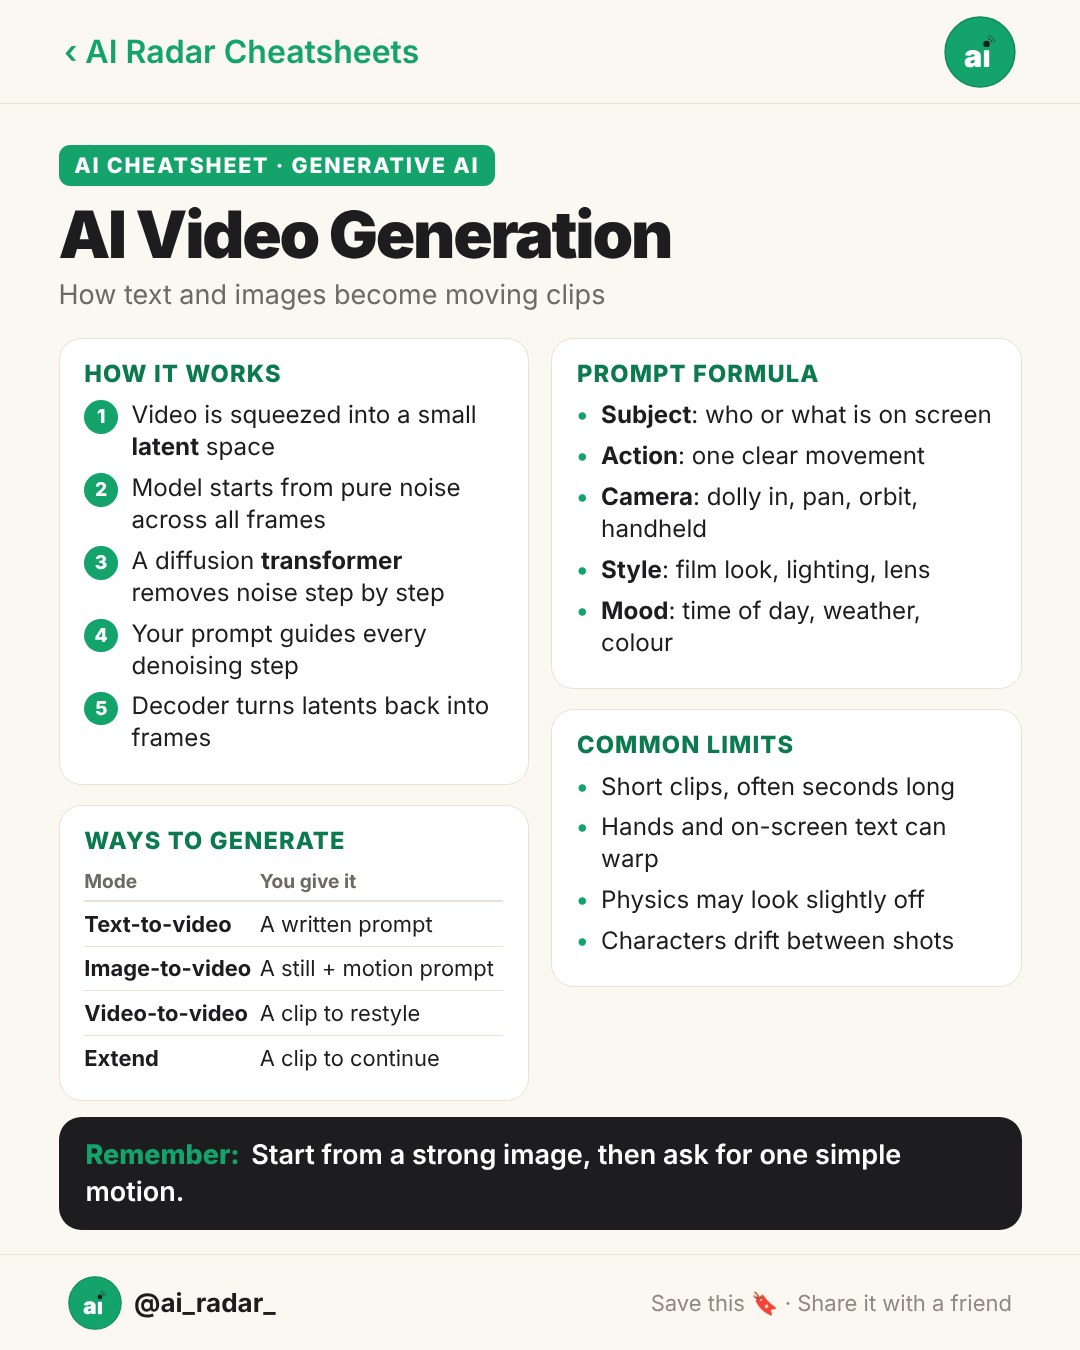 ‹ AI Radar Cheatsheets
ai
AI CHEATSHEET · GENERATIVE AI
AI Video Generation
How text and images become moving clips
HOW IT WORKS
1 Video is squeezed into a small
latent space
2 Model starts from pure noise
across all frames
3 A diffusion transformer
removes noise step by step
4 Your prompt guides every
denoising step
5 Decoder turns latents back into
frames
WAYS TO GENERATE
Mode You give it
Text-to-video A written prompt
Image-to-video A still + motion prompt
Video-to-video A clip to restyle
Extend A clip to continue
PROMPT FORMULA
• Subject: who or what is on screen
• Action: one clear movement
• Camera: dolly in, pan, orbit,
handheld
• Style: film look, lighting, lens
• Mood: time of day, weather,
colour
COMMON LIMITS
• Short clips, often seconds long
• Hands and on-screen text can
warp
• Physics may look slightly off
• Characters drift between shots
Remember: Start from a strong image, then ask for one simple
motion.
ai
@ai_radar_
Save this 🔖 · Share it with a friend